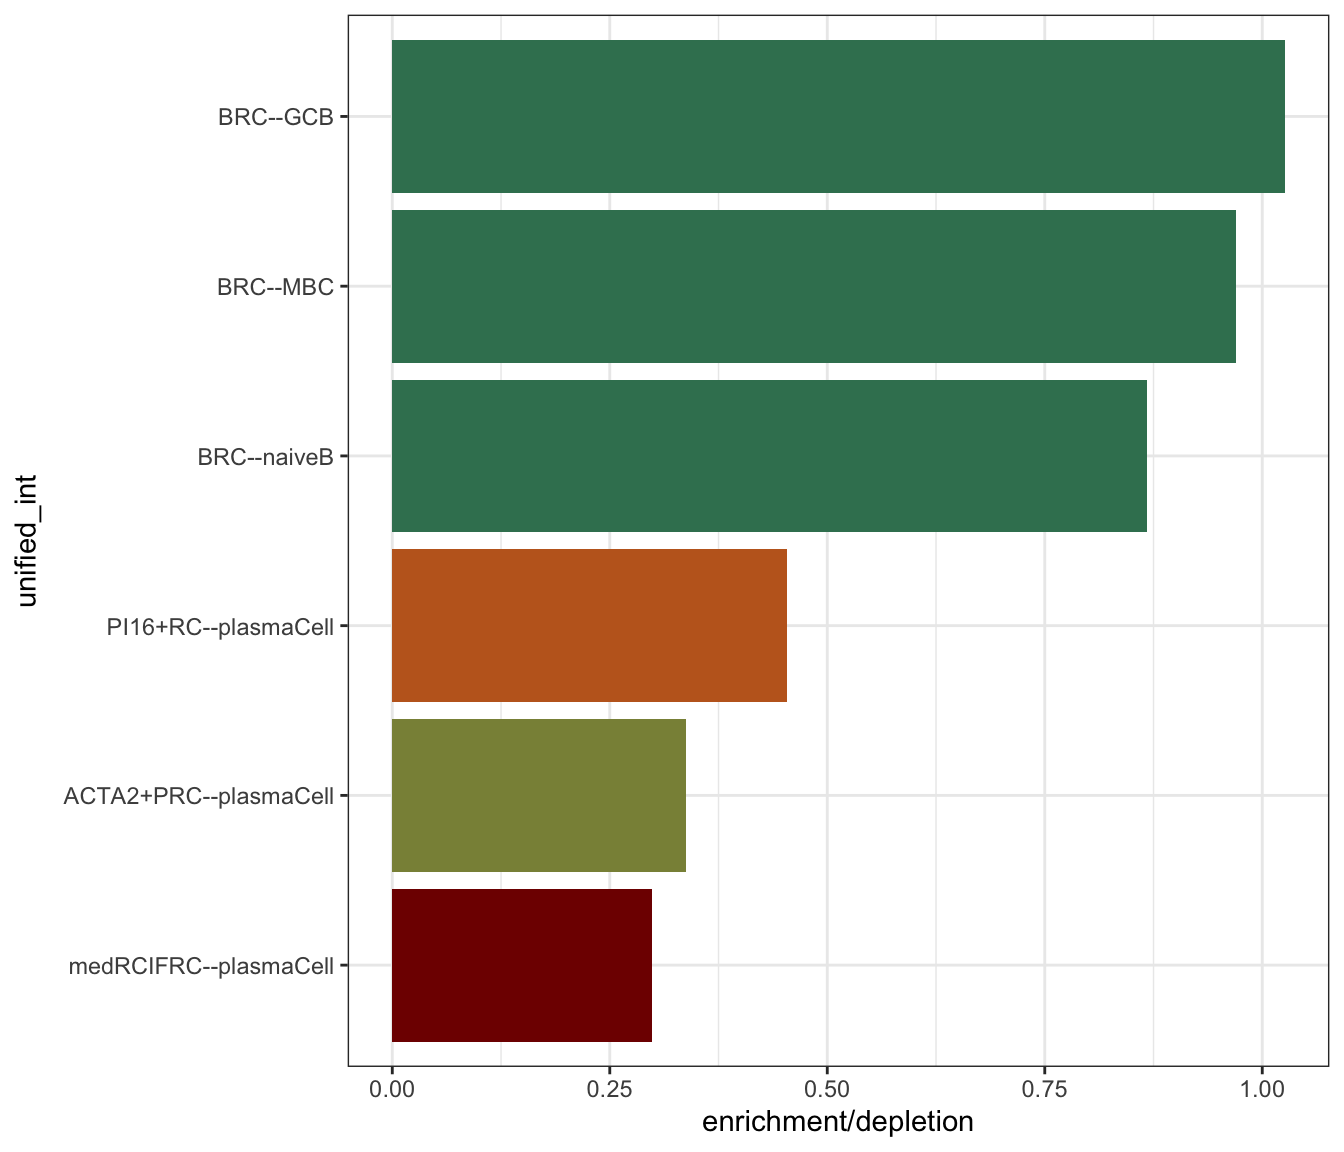 BRC--GCB
BRC--MBC
BRC--naiveB
PI16+RC--plasmaCell
ACTA2+PRC--plasmaCell
medRCIFRC--plasmaCell
unified_int
0.00 0.25 0.50 0.75 1.00
enrichment/depletion